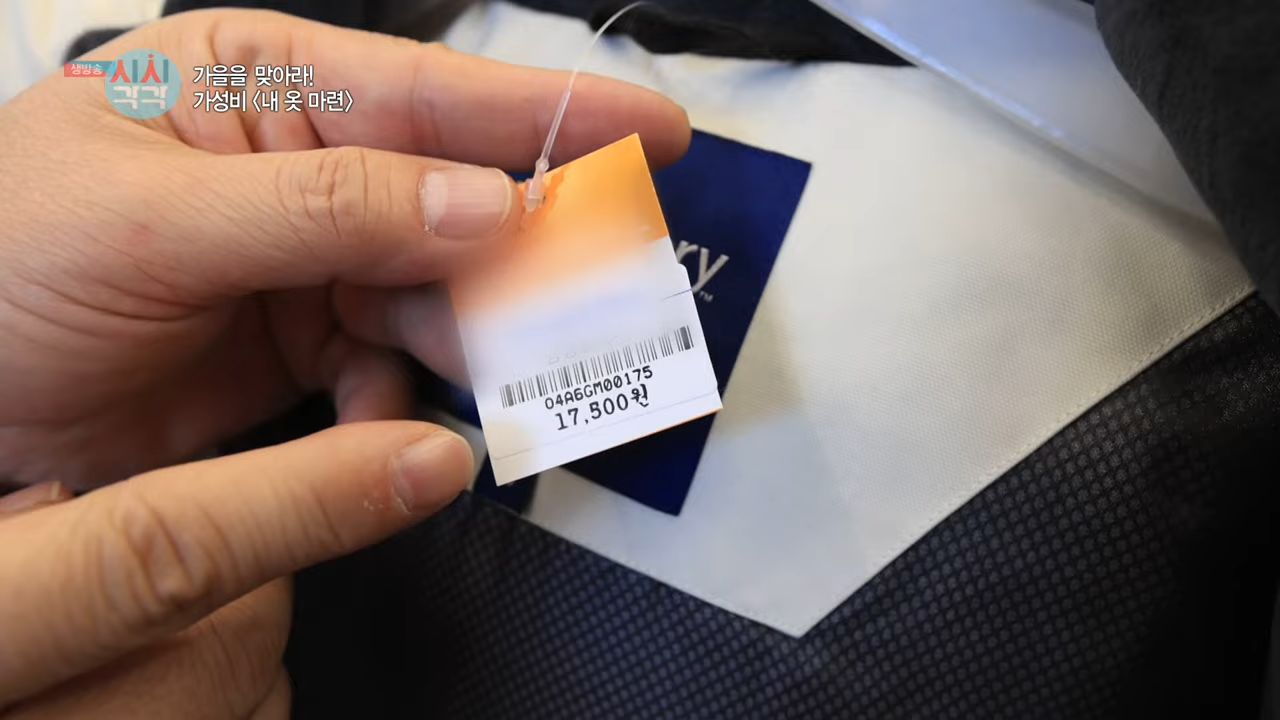 생방송
시시각각
가을을 맞아라!
가성비 <내 옷 마련>
ry™
04A6GM00175
17,500원